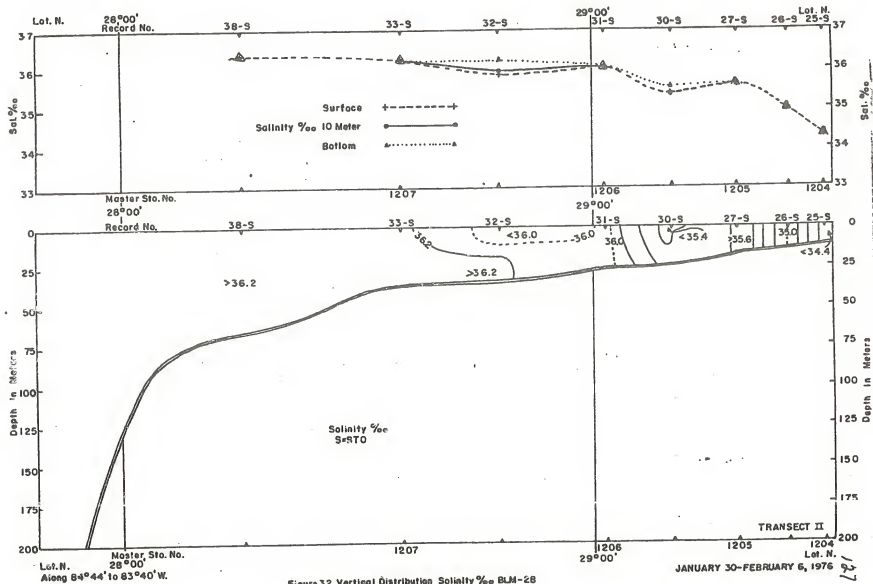 Lat. N. 28°00' 29°00' Lat. N.
Record No. 38-S 33-S 32-S 31-S 30-S 27-S 26-S 25-S
37 37
36 36
35 35
34 34
33 33
Sal. ‰ Sal. ‰
Surface
Salinity ‰ 10 Meter
Bottom
Master Sta. No. 1207 1206 1205 1204
28°00' 29°00'
Record No. 38-S 33-S 32-S 31-S 30-S 27-S 26-S 25-S
0 0
25 25
50 50
75 75
100 100
125 125
150 150
175 175
200 200
Depth in Meters Depth in Meters
36.2 <36.0 36.0 36.0 <35.4 >35.6 35.0
>36.2 >36.2 <34.4
Salinity ‰
S=STD
TRANSECT II
Master Sta. No. 1207 1206 1205 1204
Lat. N. 28°00' 29°00' Lat. N.
Along 84°44' to 83°40' W.
JANUARY 30-FEBRUARY 6, 1976
Figure 32 Vertical Distribution Salinity ‰ BLM-28